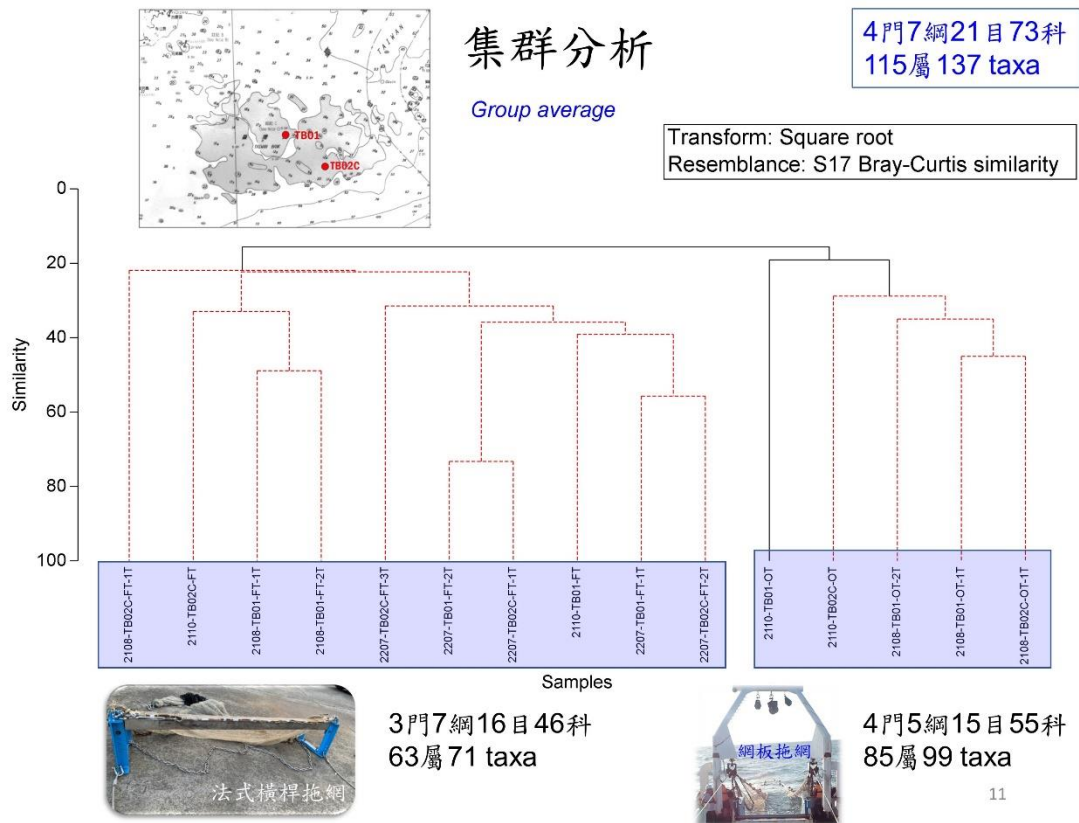 集群分析
Group average
4門7綱21目73科
115屬137 taxa
Transform: Square root
Resemblance: S17 Bray-Curtis similarity
TAIWAN
TB01
TB02C
Similarity
0
20
40
60
80
100
2108-TB02C-FT-1T
2110-TB02C-FT
2108-TB01-FT-1T
2108-TB01-FT-2T
2207-TB02C-FT-3T
2207-TB01-FT-2T
2207-TB02C-FT-1T
2110-TB01-FT
2207-TB01-FT-1T
2207-TB02C-FT-2T
2110-TB01-OT
2110-TB02C-OT
2108-TB01-OT-2T
2108-TB01-OT-1T
2108-TB02C-OT-1T
Samples
法式橫桿拖網
3門7綱16目46科
63屬71 taxa
網板拖網
4門5綱15目55科
85屬99 taxa
11